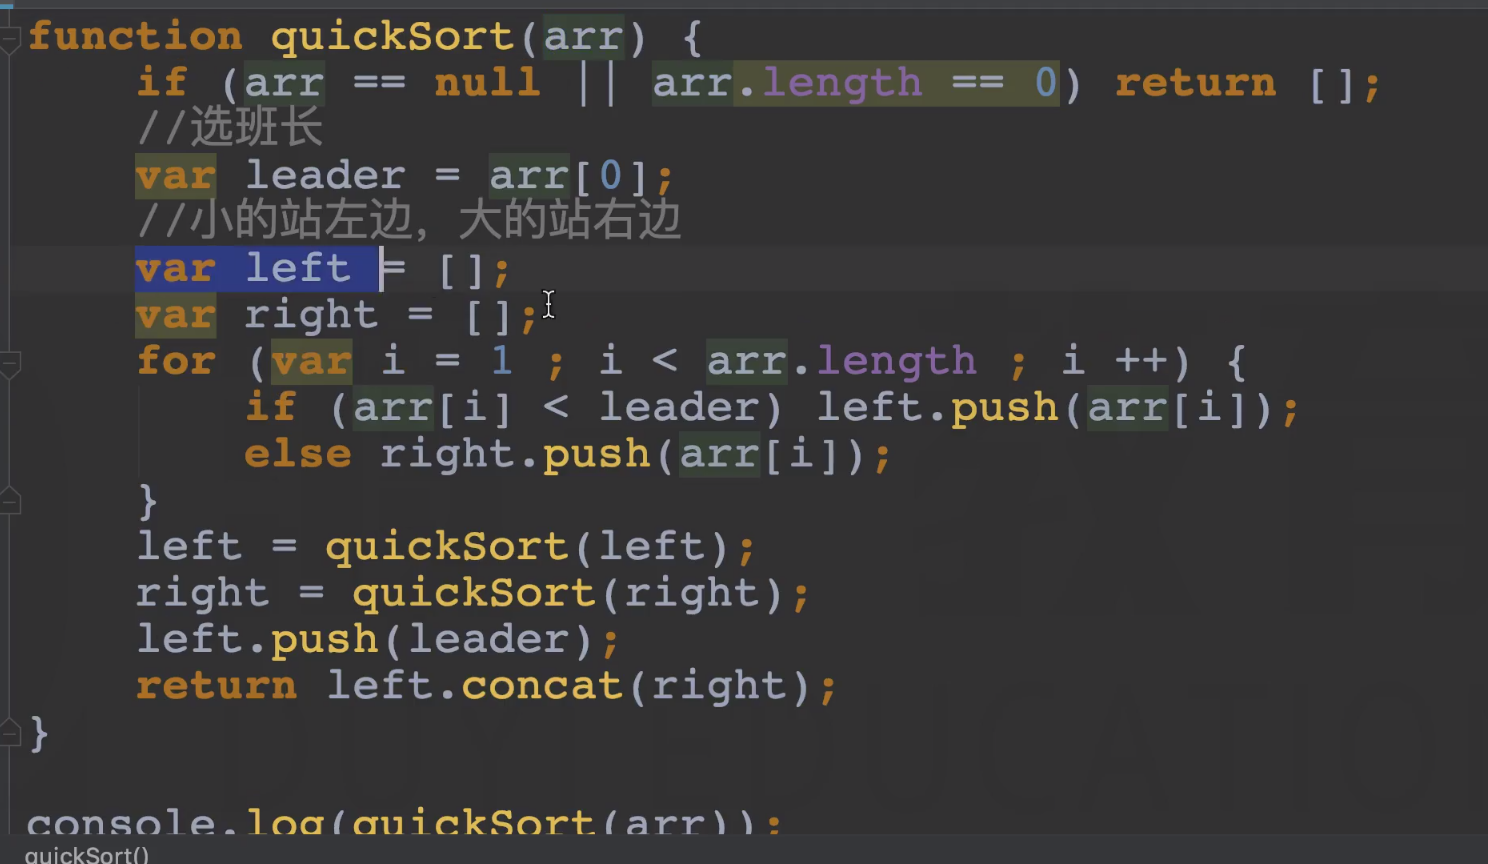 function quickSort(arr) {
    if (arr == null || arr.length == 0) return [];
    //选班长
    var leader = arr[0];
    //小的站左边，大的站右边
    var left = [];
    var right = [];
    for (var i = 1 ; i < arr.length ; i ++) {
        if (arr[i] < leader) left.push(arr[i]);
        else right.push(arr[i]);
    }
    left = quickSort(left);
    right = quickSort(right);
    left.push(leader);
    return left.concat(right);
}
DUYI EDUCATION
console.log(quickSort(arr));
quickSort()